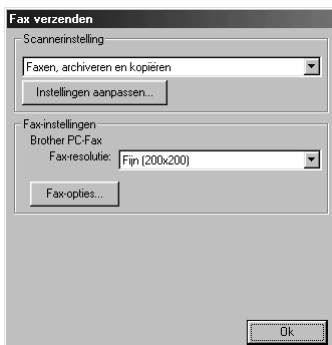 Fax verzenden
Scannerinstelling
Faxen, archiveren en kopiëren
Instellingen aanpassen...
Fax-instellingen
Brother PC-Fax
Fax-resolutie: Fijn (200x200)
Fax-opties...
Ok